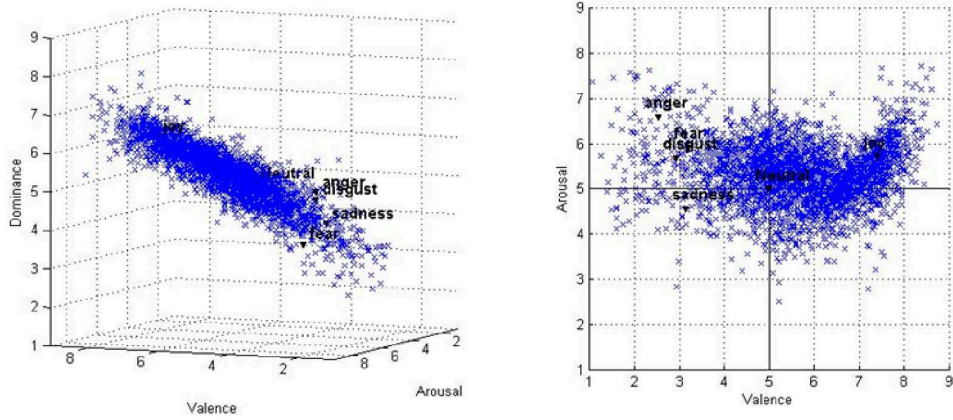 9
8
7
6
5
4
3
2
1
Dominance
8
6
4
2
Valence
8
6
4
2
Arousal
joy
Neutral
anger
disgust
sadness
fear
9
8
7
6
5
4
3
2
1
Arousal
1 2 3 4 5 6 7 8 9
Valence
anger
fear
disgust
joy
Neutral
sadness